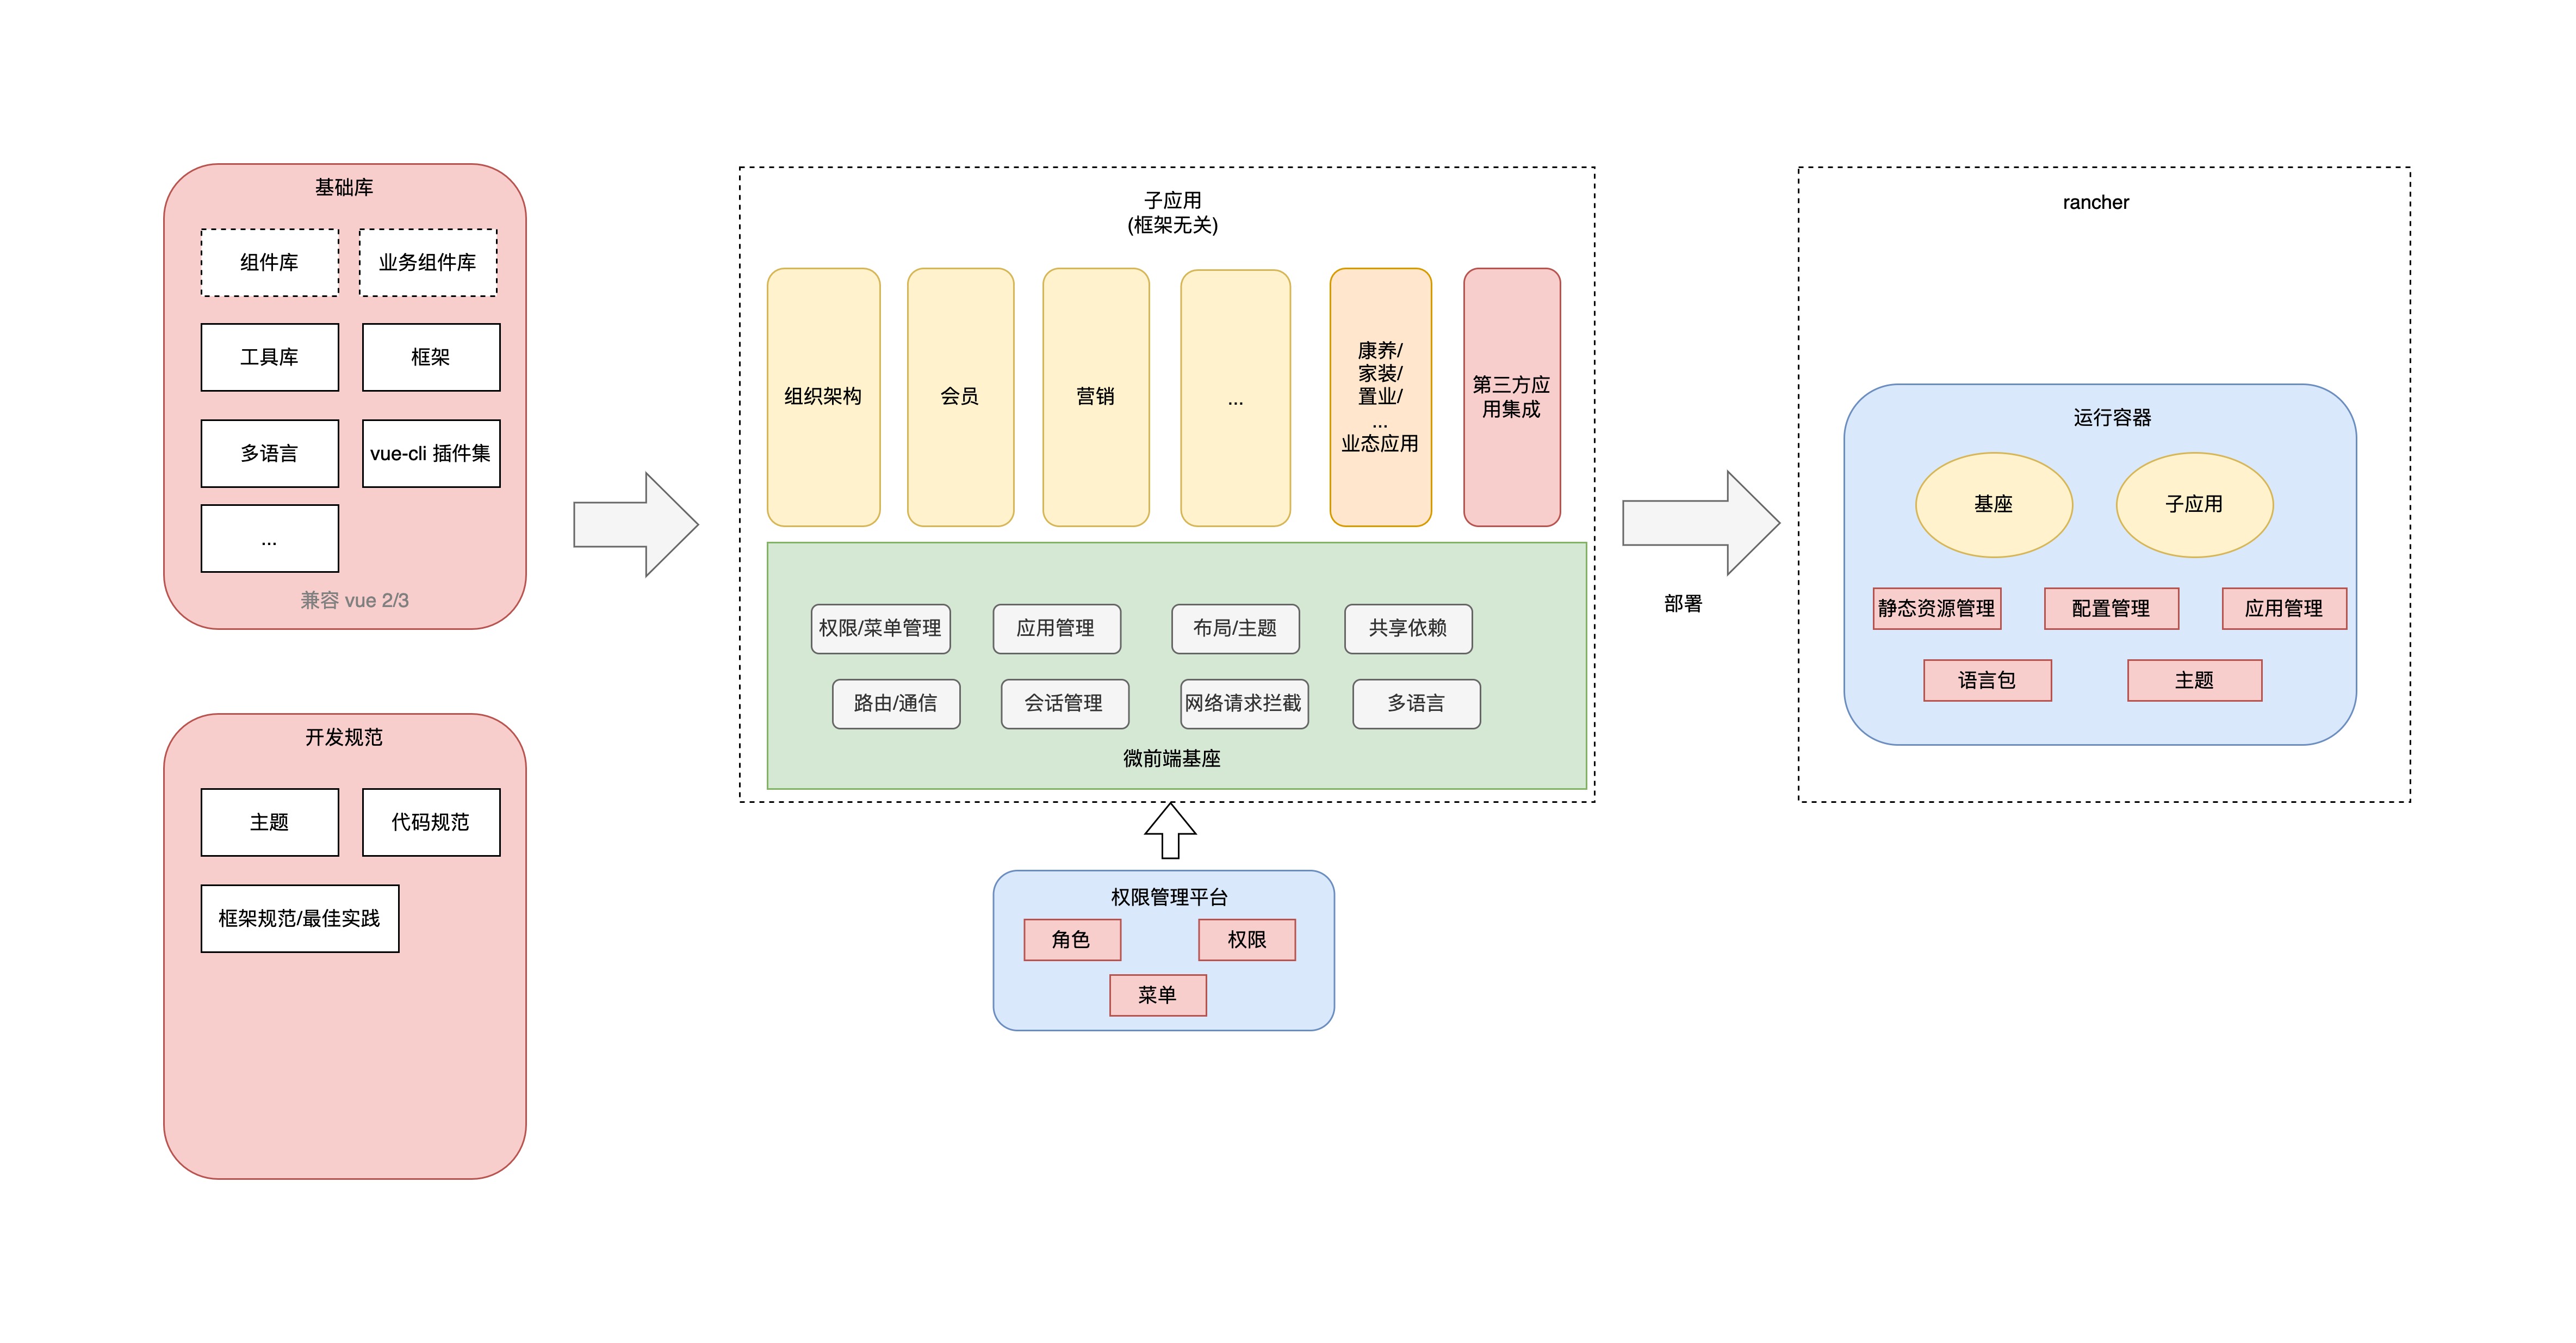 基础库
组件库
业务组件库
工具库
框架
多语言
vue-cli 插件集
...
兼容 vue 2/3
开发规范
主题
代码规范
框架规范/最佳实践
子应用
(框架无关)
组织架构
会员
营销
...
康养/
家装/
置业/
...
业态应用
第三方应
用集成
权限/菜单管理
应用管理
布局/主题
共享依赖
路由/通信
会话管理
网络请求拦截
多语言
微前端基座
权限管理平台
角色
权限
菜单
部署
rancher
运行容器
基座
子应用
静态资源管理
配置管理
应用管理
语言包
主题